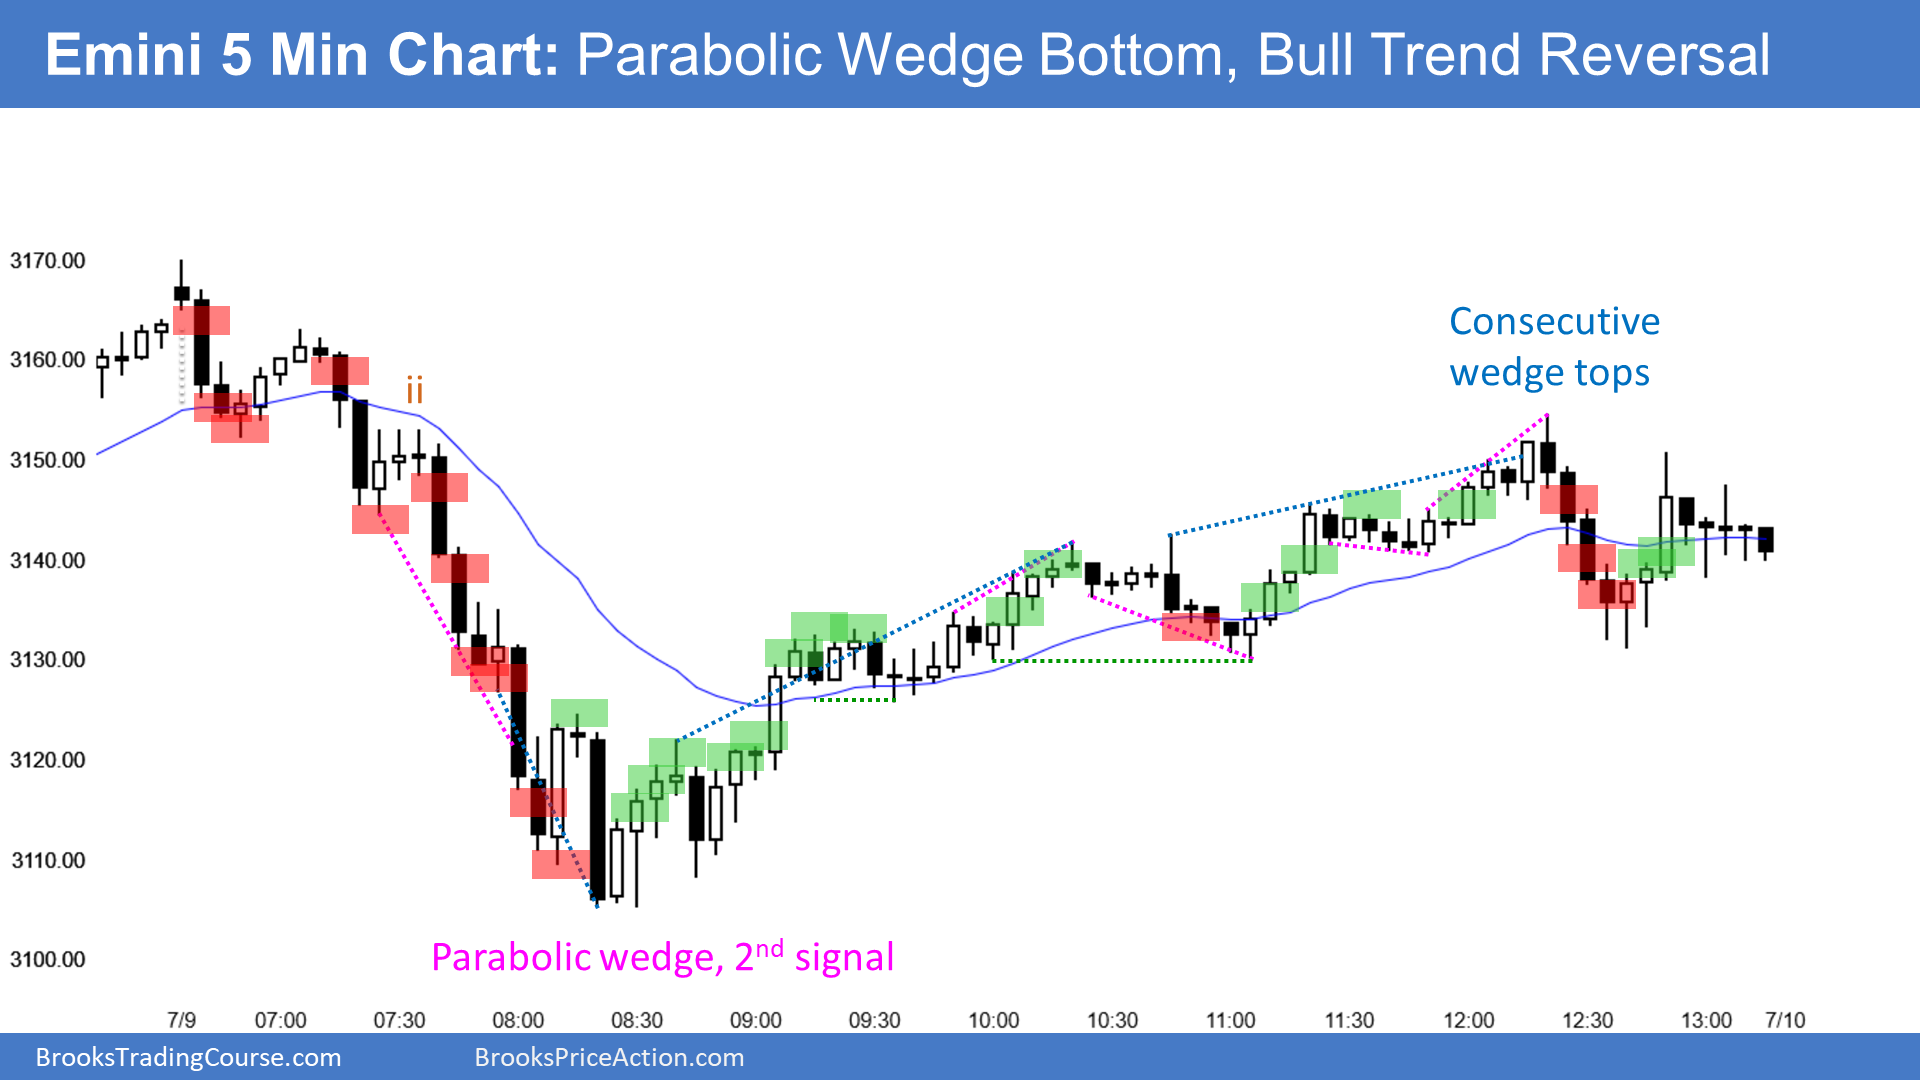 Emini 5 Min Chart: Parabolic Wedge Bottom, Bull Trend Reversal
3170.00
3160.00
3150.00
3140.00
3130.00
3120.00
3110.00
3100.00
ii
Consecutive
wedge tops
Parabolic wedge, 2nd signal
7/9 07:00 07:30 08:00 08:30 09:00 09:30 10:00 10:30 11:00 11:30 12:00 12:30 13:00 7/10
BrooksTradingCourse.com BrooksPriceAction.com